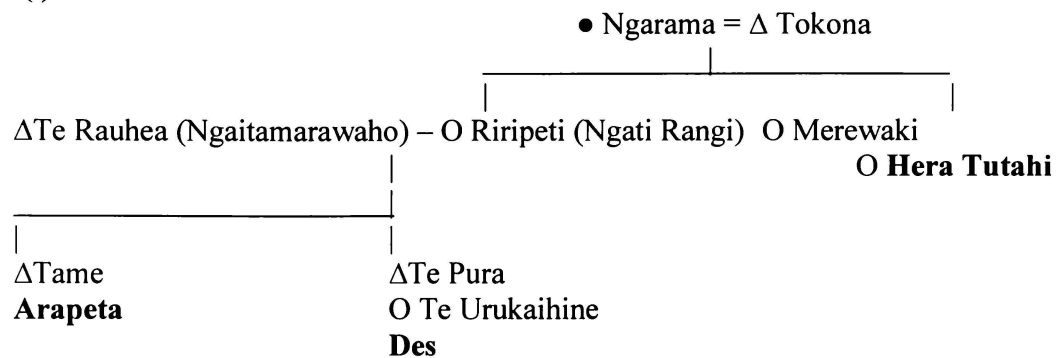 ● Ngarama = Δ Tokona
ΔTe Rauhea (Ngaitamarawaho) – O Riripeti (Ngati Rangi) O Merewaki
O Hera Tutahi
ΔTame ΔTe Pura
Arapeta O Te Urukaihine
Des